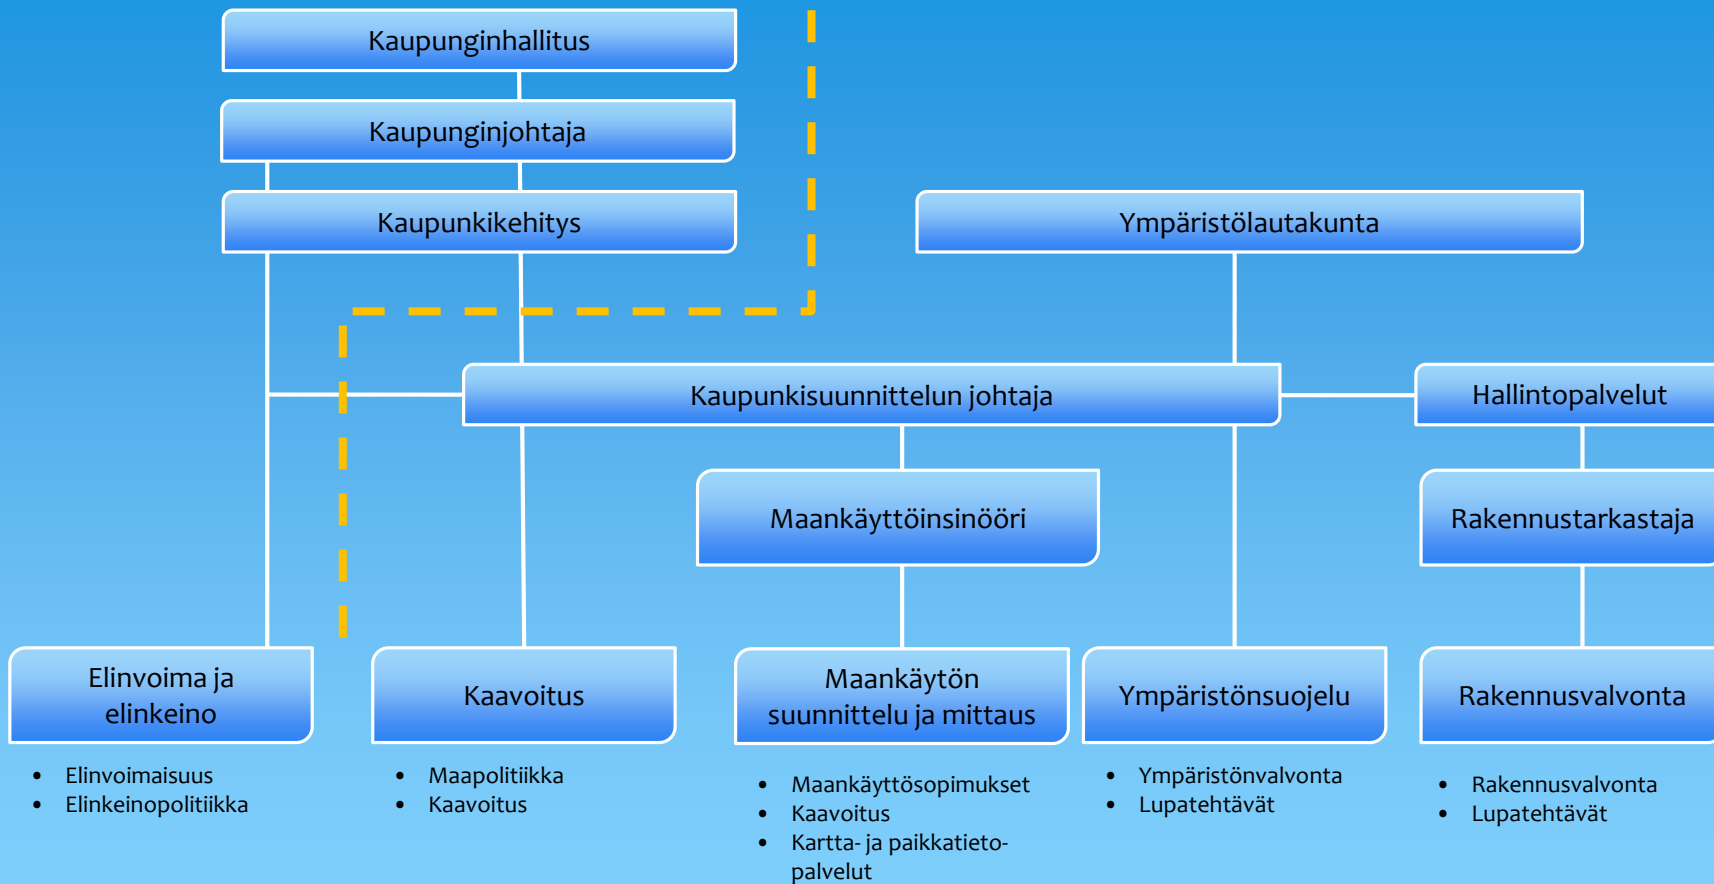 Kaupunginhallitus
Kaupunginjohtaja
Kaupunkikehitys
Ympäristölautakunta
Kaupunkisuunnittelun johtaja
Hallintopalvelut
Maankäyttöinsinööri
Rakennustarkastaja
Elinvoima ja
elinkeino
Kaavoitus
Maankäytön
suunnittelu ja mittaus
Ympäristönsuojelu
Rakennusvalvonta
• Elinvoimaisuus
• Elinkeinopolitiikka
• Maapolitiikka
• Kaavoitus
• Maankäyttösopimukset
• Kaavoitus
• Kartta- ja paikkatieto-
palvelut
• Ympäristönvalvonta
• Lupatehtävät
• Rakennusvalvonta
• Lupatehtävät